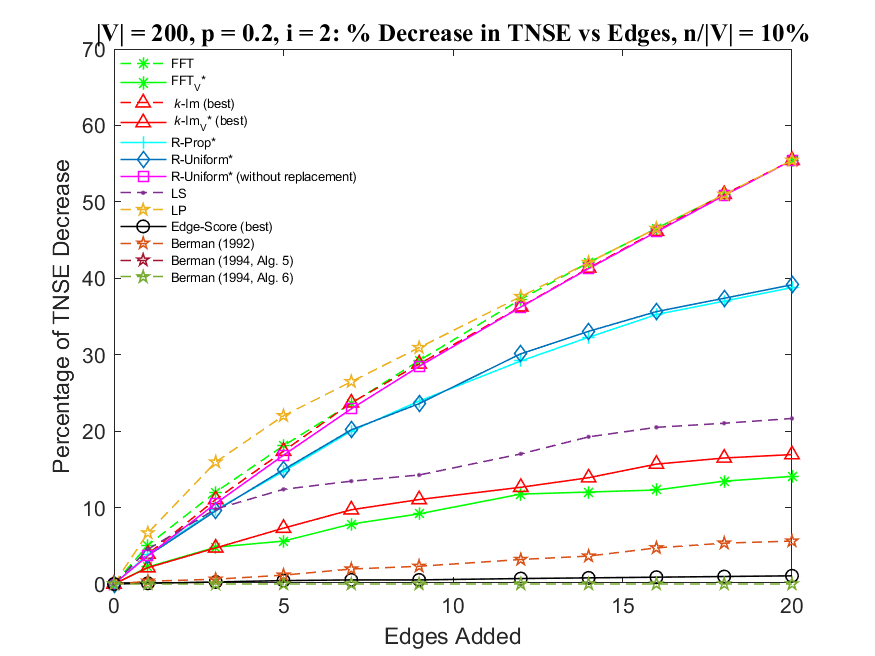 |V| = 200, p = 0.2, i = 2: % Decrease in TNSE vs Edges, n/|V| = 10%
70
60
50
40
30
20
10
0
Percentage of TNSE Decrease
FFT
FFT_V*
k-lm (best)
k-lm_V* (best)
R-Prop*
R-Uniform*
R-Uniform* (without replacement)
LS
LP
Edge-Score (best)
Berman (1992)
Berman (1994, Alg. 5)
Berman (1994, Alg. 6)
0 5 10 15 20
Edges Added